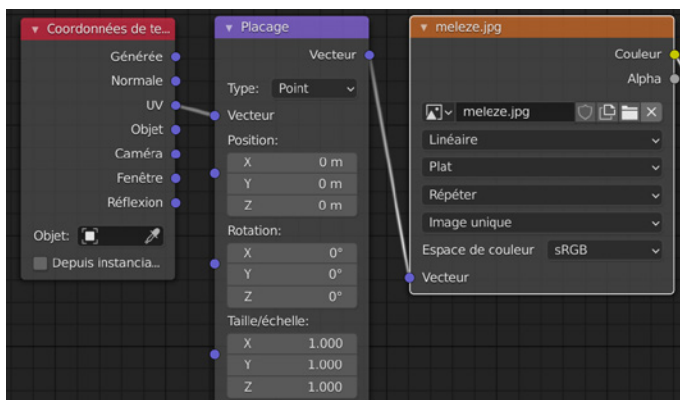 Coordonnées de te...
Générée
Normale
UV
Objet
Caméra
Fenêtre
Réflexion
Objet:
Depuis instancia...
Placage
Vecteur
Type: Point
Vecteur
Position:
X 0 m
Y 0 m
Z 0 m
Rotation:
X 0°
Y 0°
Z 0°
Taille/échelle:
X 1.000
Y 1.000
Z 1.000
meleze.jpg
Couleur
Alpha
meleze.jpg
Linéaire
Plat
Répéter
Image unique
Espace de couleur sRGB
Vecteur